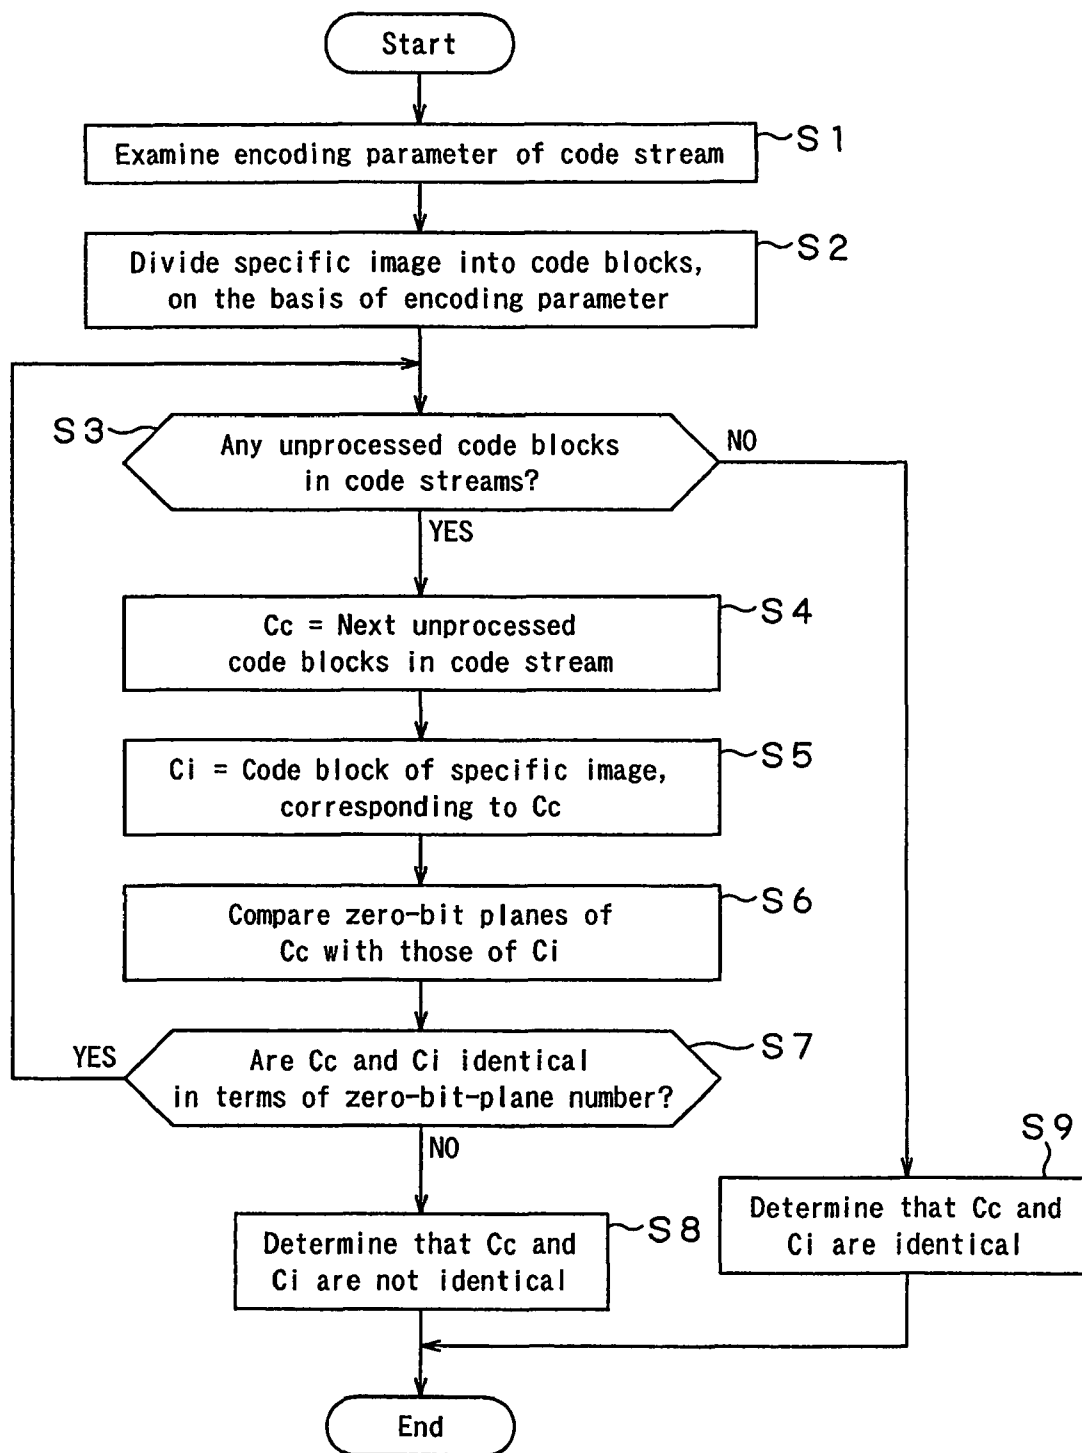 Start
Examine encoding parameter of code stream
S1
Divide specific image into code blocks,
on the basis of encoding parameter
S2
S3
Any unprocessed code blocks
in code streams?
NO
YES
Cc = Next unprocessed
code blocks in code stream
S4
Ci = Code block of specific image,
corresponding to Cc
S5
Compare zero-bit planes of
Cc with those of Ci
S6
YES
Are Cc and Ci identical
in terms of zero-bit-plane number?
S7
NO
Determine that Cc and
Ci are not identical
S8
S9
Determine that Cc and
Ci are identical
End